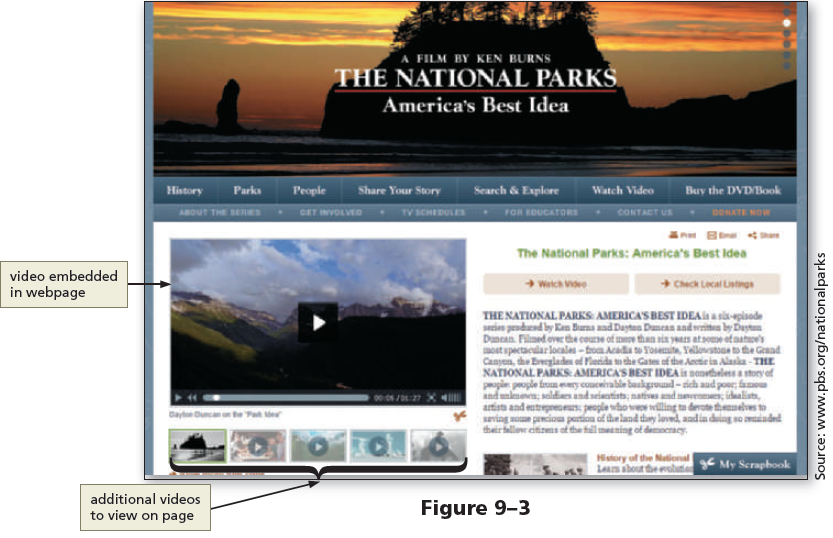 A FILM BY KEN BURNS
THE NATIONAL PARKS
America's Best Idea
History Parks People Share Your Story Search & Explore Watch Video Buy the DVD/Book
ABOUT THE SERIES GET INVOLVED TV SCHEDULES FOR EDUCATORS CONTACT US DONATE NOW
Print Email Share
The National Parks: America's Best Idea
Watch Video Check Local Listings
video embedded
in webpage
THE NATIONAL PARKS: AMERICA'S BEST IDEA is a six-episode
series produced by Ken Burns and Dayton Duncan and written by Dayton
Duncan. Filmed over the course of more than six years at some of nature's
most spectacular locales – from Acadia to Yosemite, Yellowstone to the Grand
Canyon, the Everglades of Florida to the Gates of the Arctic in Alaska - THE
NATIONAL PARKS: AMERICA'S BEST IDEA is nonetheless a story of
people: people from every conceivable background – rich and poor; famous
and unknown; soldiers and scientists; natives and newcomers; idealists,
artists and entrepreneurs; people who were willing to devote themselves to
saving some precious portion of the land they loved, and in doing so reminded
their fellow citizens of the full meaning of democracy.
00:06 / 01:27
Dayton Duncan on the "Park Idea"
History of the National
Learn about the evolution
My Scrapbook
additional videos
to view on page
Figure 9–3
Source: www.pbs.org/nationalparks